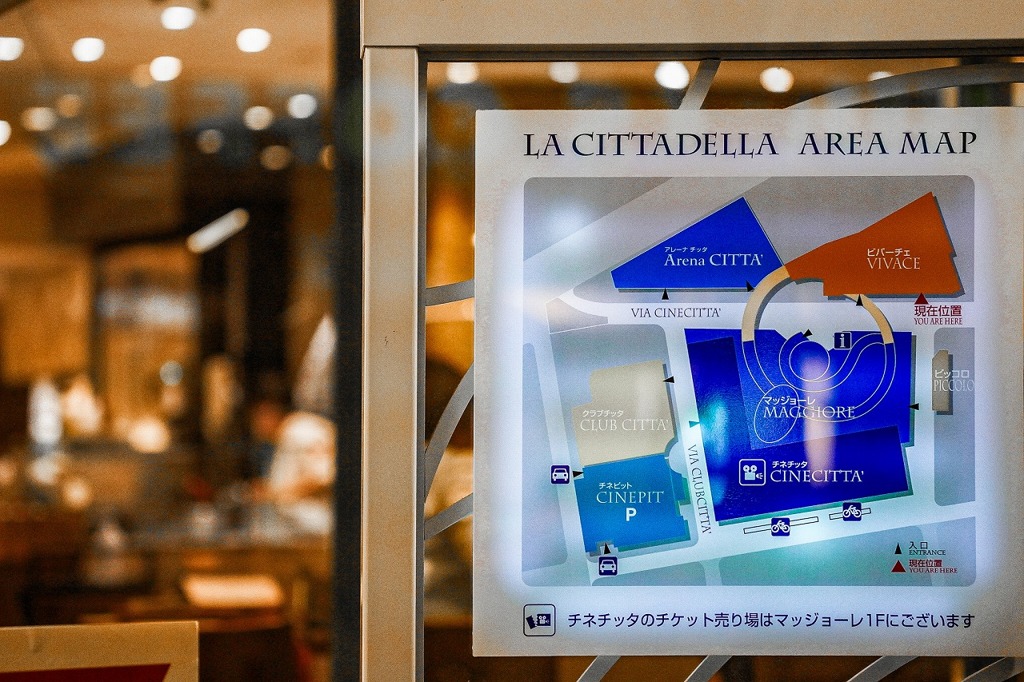 LA CITTADELLA AREA MAP
アレーナ チッタ
Arena CITTA'
ビバーチェ
VIVACE
VIA CINECITTA'
現在位置
YOU ARE HERE
i
ピッコロ
PICCOLO
マッジョーレ
MAGGIORE
クラブチッタ
CLUB CITTA'
VIA CLUBCITTA'
チネチッタ
CINECITTA'
チネピット
CINEPIT
P
入口
ENTRANCE
現在位置
YOU ARE HERE
チネチッタのチケット売り場はマッジョーレ1Fにございます